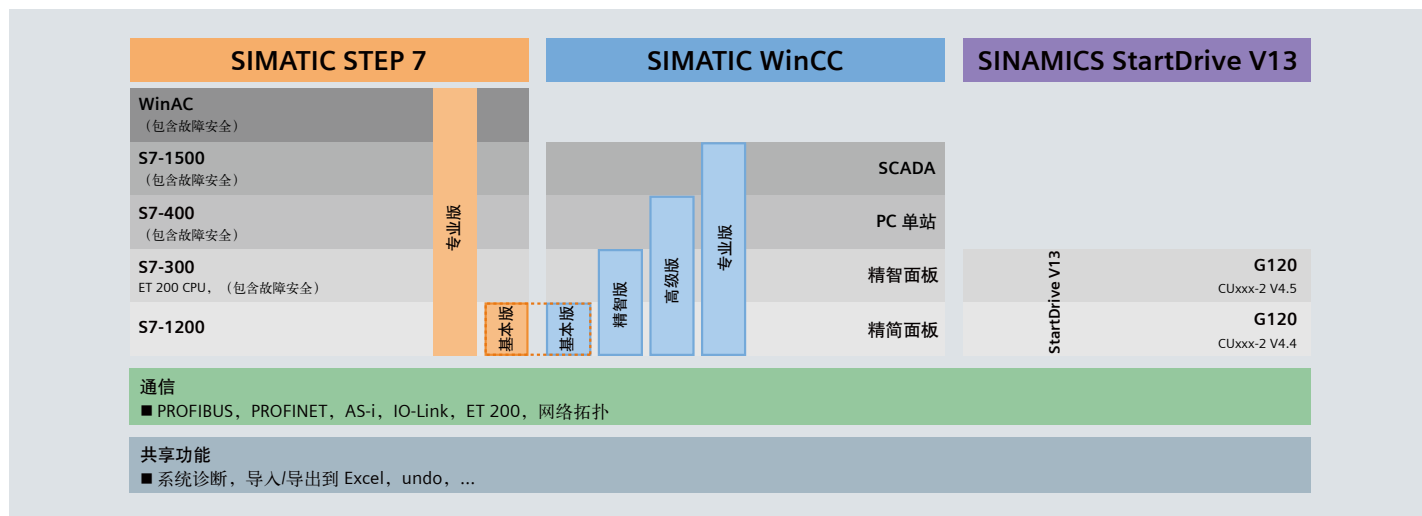 SIMATIC STEP 7
SIMATIC WinCC
SINAMICS StartDrive V13
WinAC
（包含故障安全）
S7-1500
（包含故障安全）
S7-400
（包含故障安全）
S7-300
ET 200 CPU，（包含故障安全）
S7-1200
专业版
基本版
基本版
精智版
高级版
专业版
SCADA
PC 单站
精智面板
精简面板
StartDrive V13
G120
CUxxx-2 V4.5
G120
CUxxx-2 V4.4
通信
■ PROFIBUS，PROFINET，AS-i，IO-Link，ET 200，网络拓扑
共享功能
■ 系统诊断，导入/导出到 Excel，undo，...